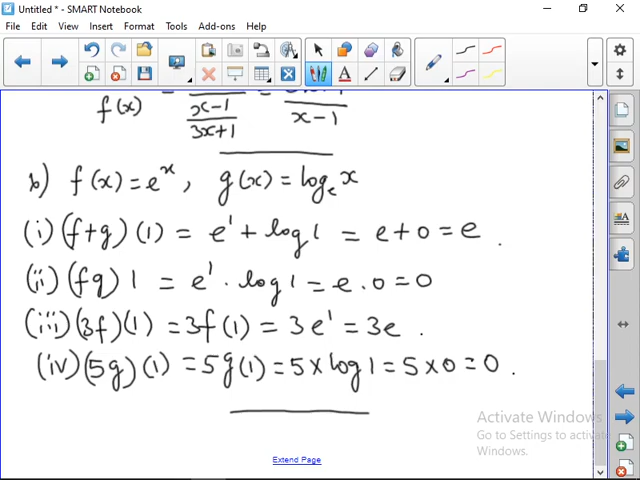 Untitled * - SMART Notebook
File Edit View Insert Format Tools Add-ons Help
f(x) = x-1
3x+1
x-1
b) f(x) = e^x, g(x) = log_e x
(i) (f+g)(1) = e^1 + log 1 = e + 0 = e .
(ii) (fg) 1 = e^1 . log 1 = e . 0 = 0
(iii) (3f)(1) = 3f(1) = 3e^1 = 3e .
(iv) (5g)(1) = 5g(1) = 5 × log 1 = 5 × 0 = 0 .
Extend Page
Activate Windows
Go to Settings to activate
Windows.